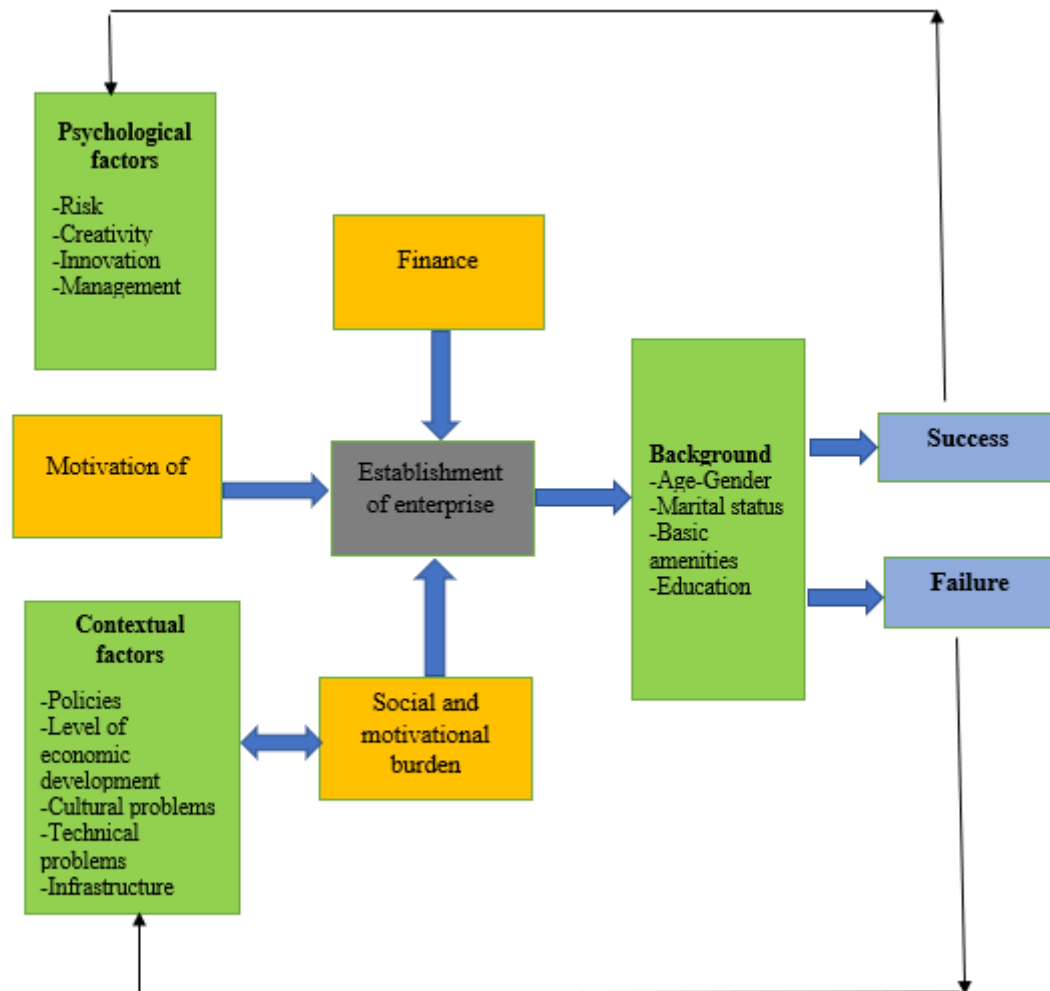 Psychological
factors
-Risk
-Creativity
-Innovation
-Management
Finance
Motivation of
Establishment
of enterprise
Background
-Age-Gender
-Marital status
-Basic
amenities
-Education
Success
Failure
Contextual
factors
-Policies
-Level of
economic
development
-Cultural problems
-Technical
problems
-Infrastructure
Social and
motivational
burden